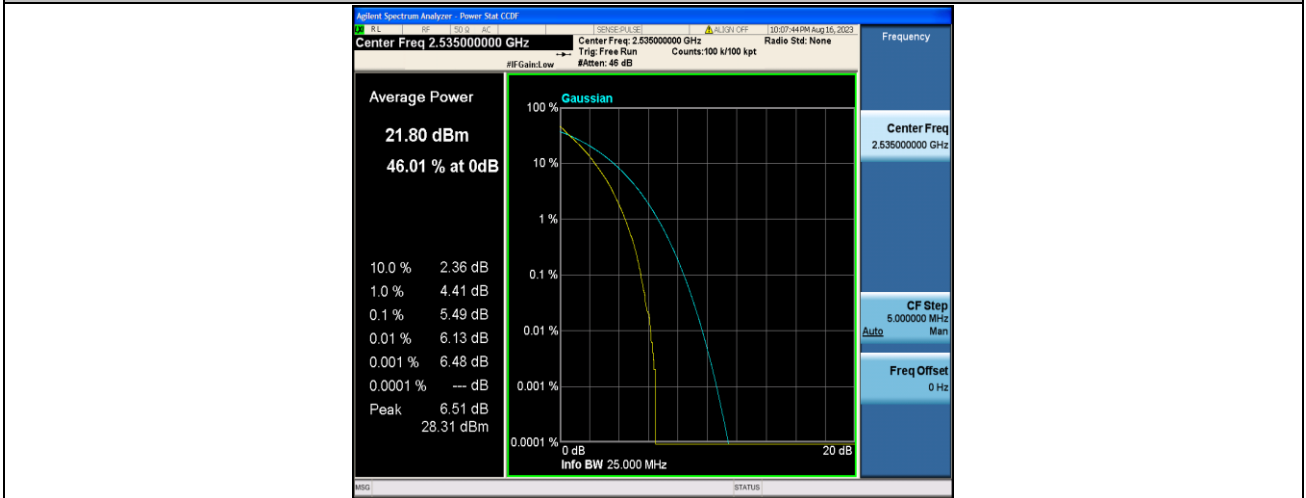 Agilent Spectrum Analyzer - Power Stat CCDF
RL RF 50 Ω AC SENSE:PULSE ALIGN OFF 10:07:44 PM Aug 16, 2023
Center Freq 2.535000000 GHz
Center Freq: 2.535000000 GHz Radio Std: None
Trig: Free Run Counts:100 k/100 kpt
#IFGain:Low #Atten: 46 dB
Average Power
21.80 dBm
46.01 % at 0dB
10.0 % 2.36 dB
1.0 % 4.41 dB
0.1 % 5.49 dB
0.01 % 6.13 dB
0.001 % 6.48 dB
0.0001 % --- dB
Peak 6.51 dB
28.31 dBm
Gaussian
100 %
10 %
1 %
0.1 %
0.01 %
0.001 %
0.0001 %
0 dB 20 dB
Info BW 25.000 MHz
Frequency
Center Freq
2.535000000 GHz
CF Step
5.000000 MHz
Auto Man
Freq Offset
0 Hz
MSG STATUS